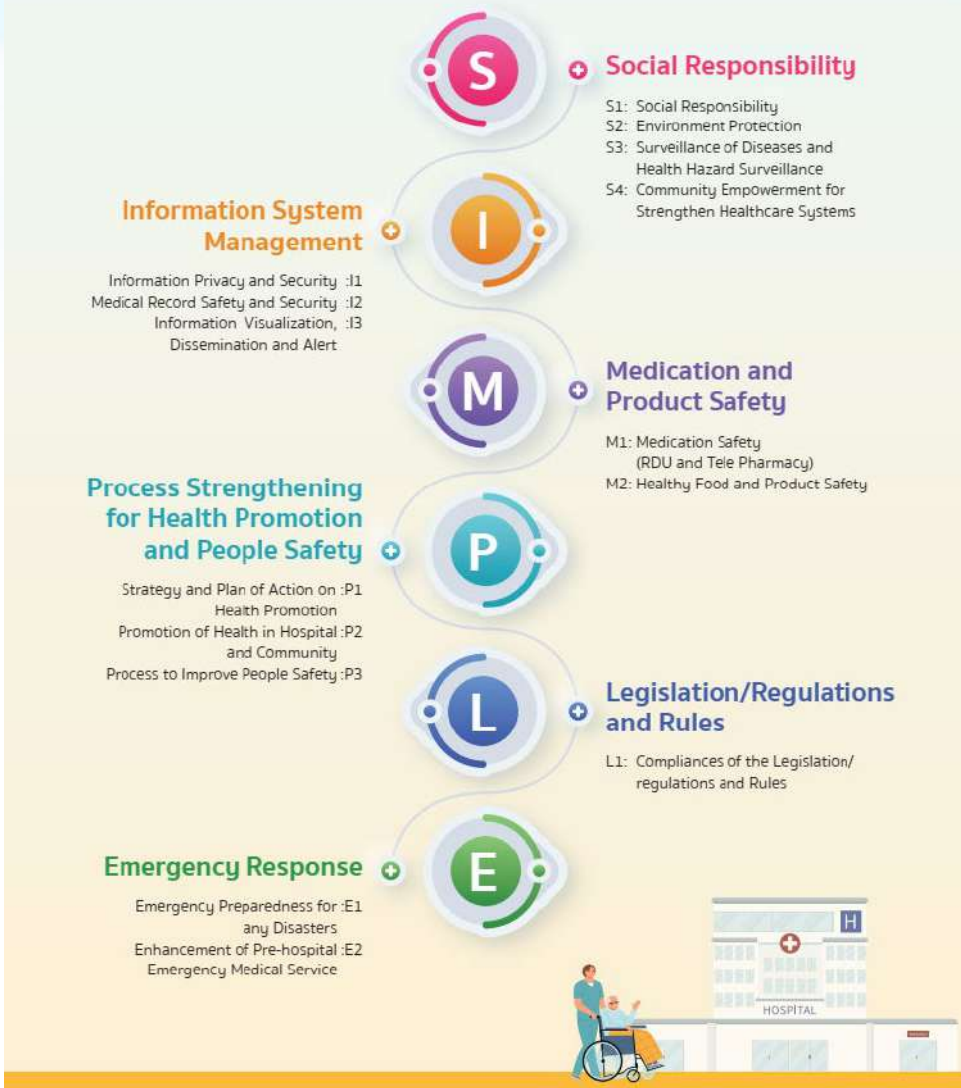 S
Social Responsibility
S1: Social Responsibility
S2: Environment Protection
S3: Surveillance of Diseases and
Health Hazard Surveillance
S4: Community Empowerment for
Strengthen Healthcare Systems
I
Information System
Management
Information Privacy and Security :I1
Medical Record Safety and Security :I2
Information Visualization, :I3
Dissemination and Alert
M
Medication and
Product Safety
M1: Medication Safety
(RDU and Tele Pharmacy)
M2: Healthy Food and Product Safety
P
Process Strengthening
for Health Promotion
and People Safety
Strategy and Plan of Action on :P1
Health Promotion
Promotion of Health in Hospital :P2
and Community
Process to Improve People Safety :P3
L
Legislation/Regulations
and Rules
L1: Compliances of the Legislation/
regulations and Rules
E
Emergency Response
Emergency Preparedness for :E1
any Disasters
Enhancement of Pre-hospital :E2
Emergency Medical Service
H
HOSPITAL